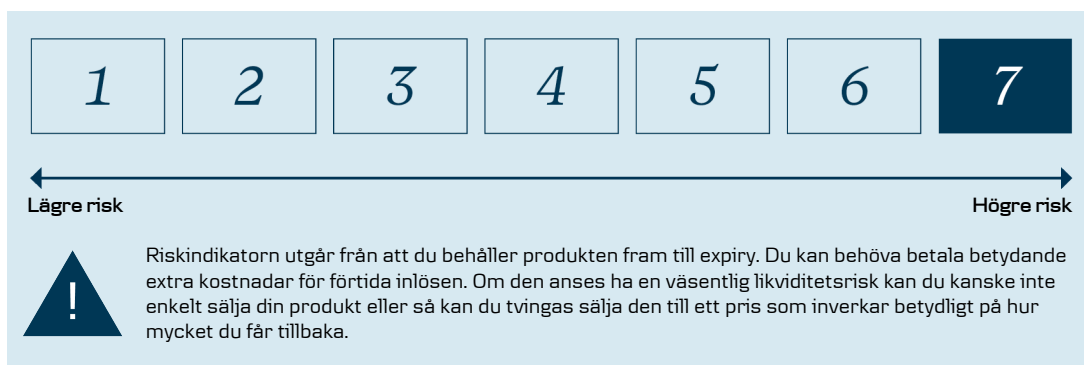 1 2 3 4 5 6 7
Lägre risk Högre risk
Riskindikatorn utgår från att du behåller produkten fram till expiry. Du kan behöva betala betydande
extra kostnadar för förtida inlösen. Om den anses ha en väsentlig likviditetsrisk kan du kanske inte
enkelt sälja din produkt eller så kan du tvingas sälja den till ett pris som inverkar betydligt på hur
mycket du får tillbaka.
!